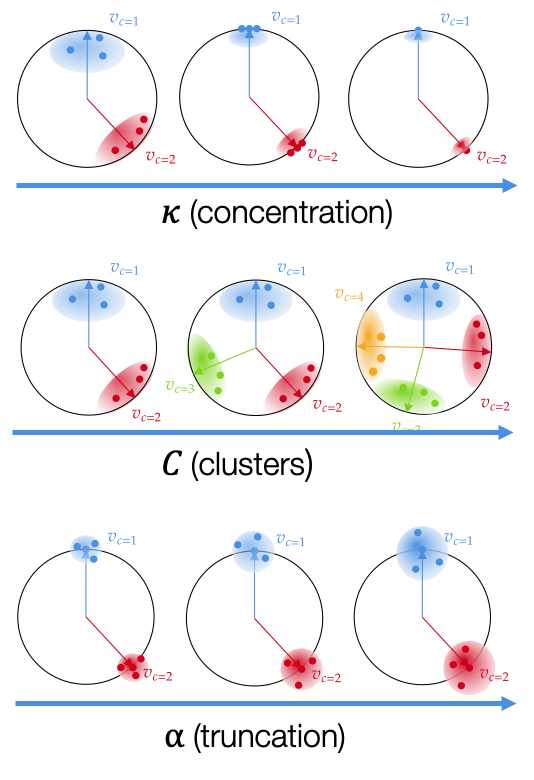 v_{c=1} v_{c=1} v_{c=1}
v_{c=2} v_{c=2} v_{c=2}
κ (concentration)
v_{c=1} v_{c=1} v_{c=4} v_{c=1}
v_{c=2} v_{c=3} v_{c=2} v_{c=2}
C (clusters)
v_{c=1} v_{c=1} v_{c=1}
v_{c=2} v_{c=2} v_{c=2}
α (truncation)